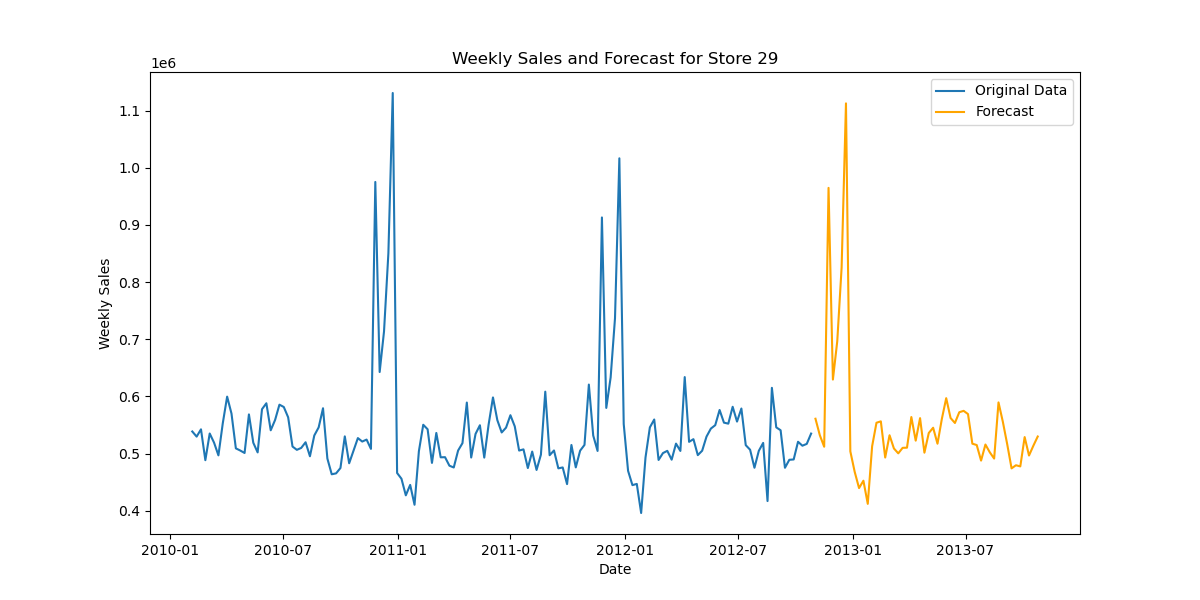 Weekly Sales and Forecast for Store 29
1e6
Original Data
Forecast
1.1
1.0
0.9
0.8
0.7
0.6
0.5
0.4
Weekly Sales
2010-01 2010-07 2011-01 2011-07 2012-01 2012-07 2013-01 2013-07
Date